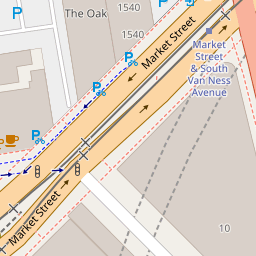 P
P
The Oak
1540
1540
P
Market Street
Market
Street
& South
Van Ness
Avenue
Market Street
10